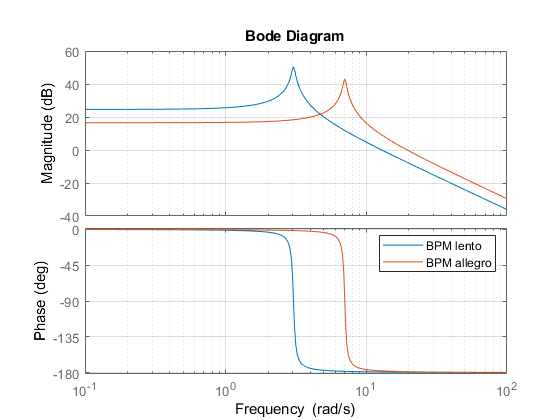 Bode Diagram
Magnitude (dB)
60
40
20
0
-20
-40
Phase (deg)
0
-45
-90
-135
-180
BPM lento
BPM allegro
10^-1
10^0
10^1
10^2
Frequency (rad/s)